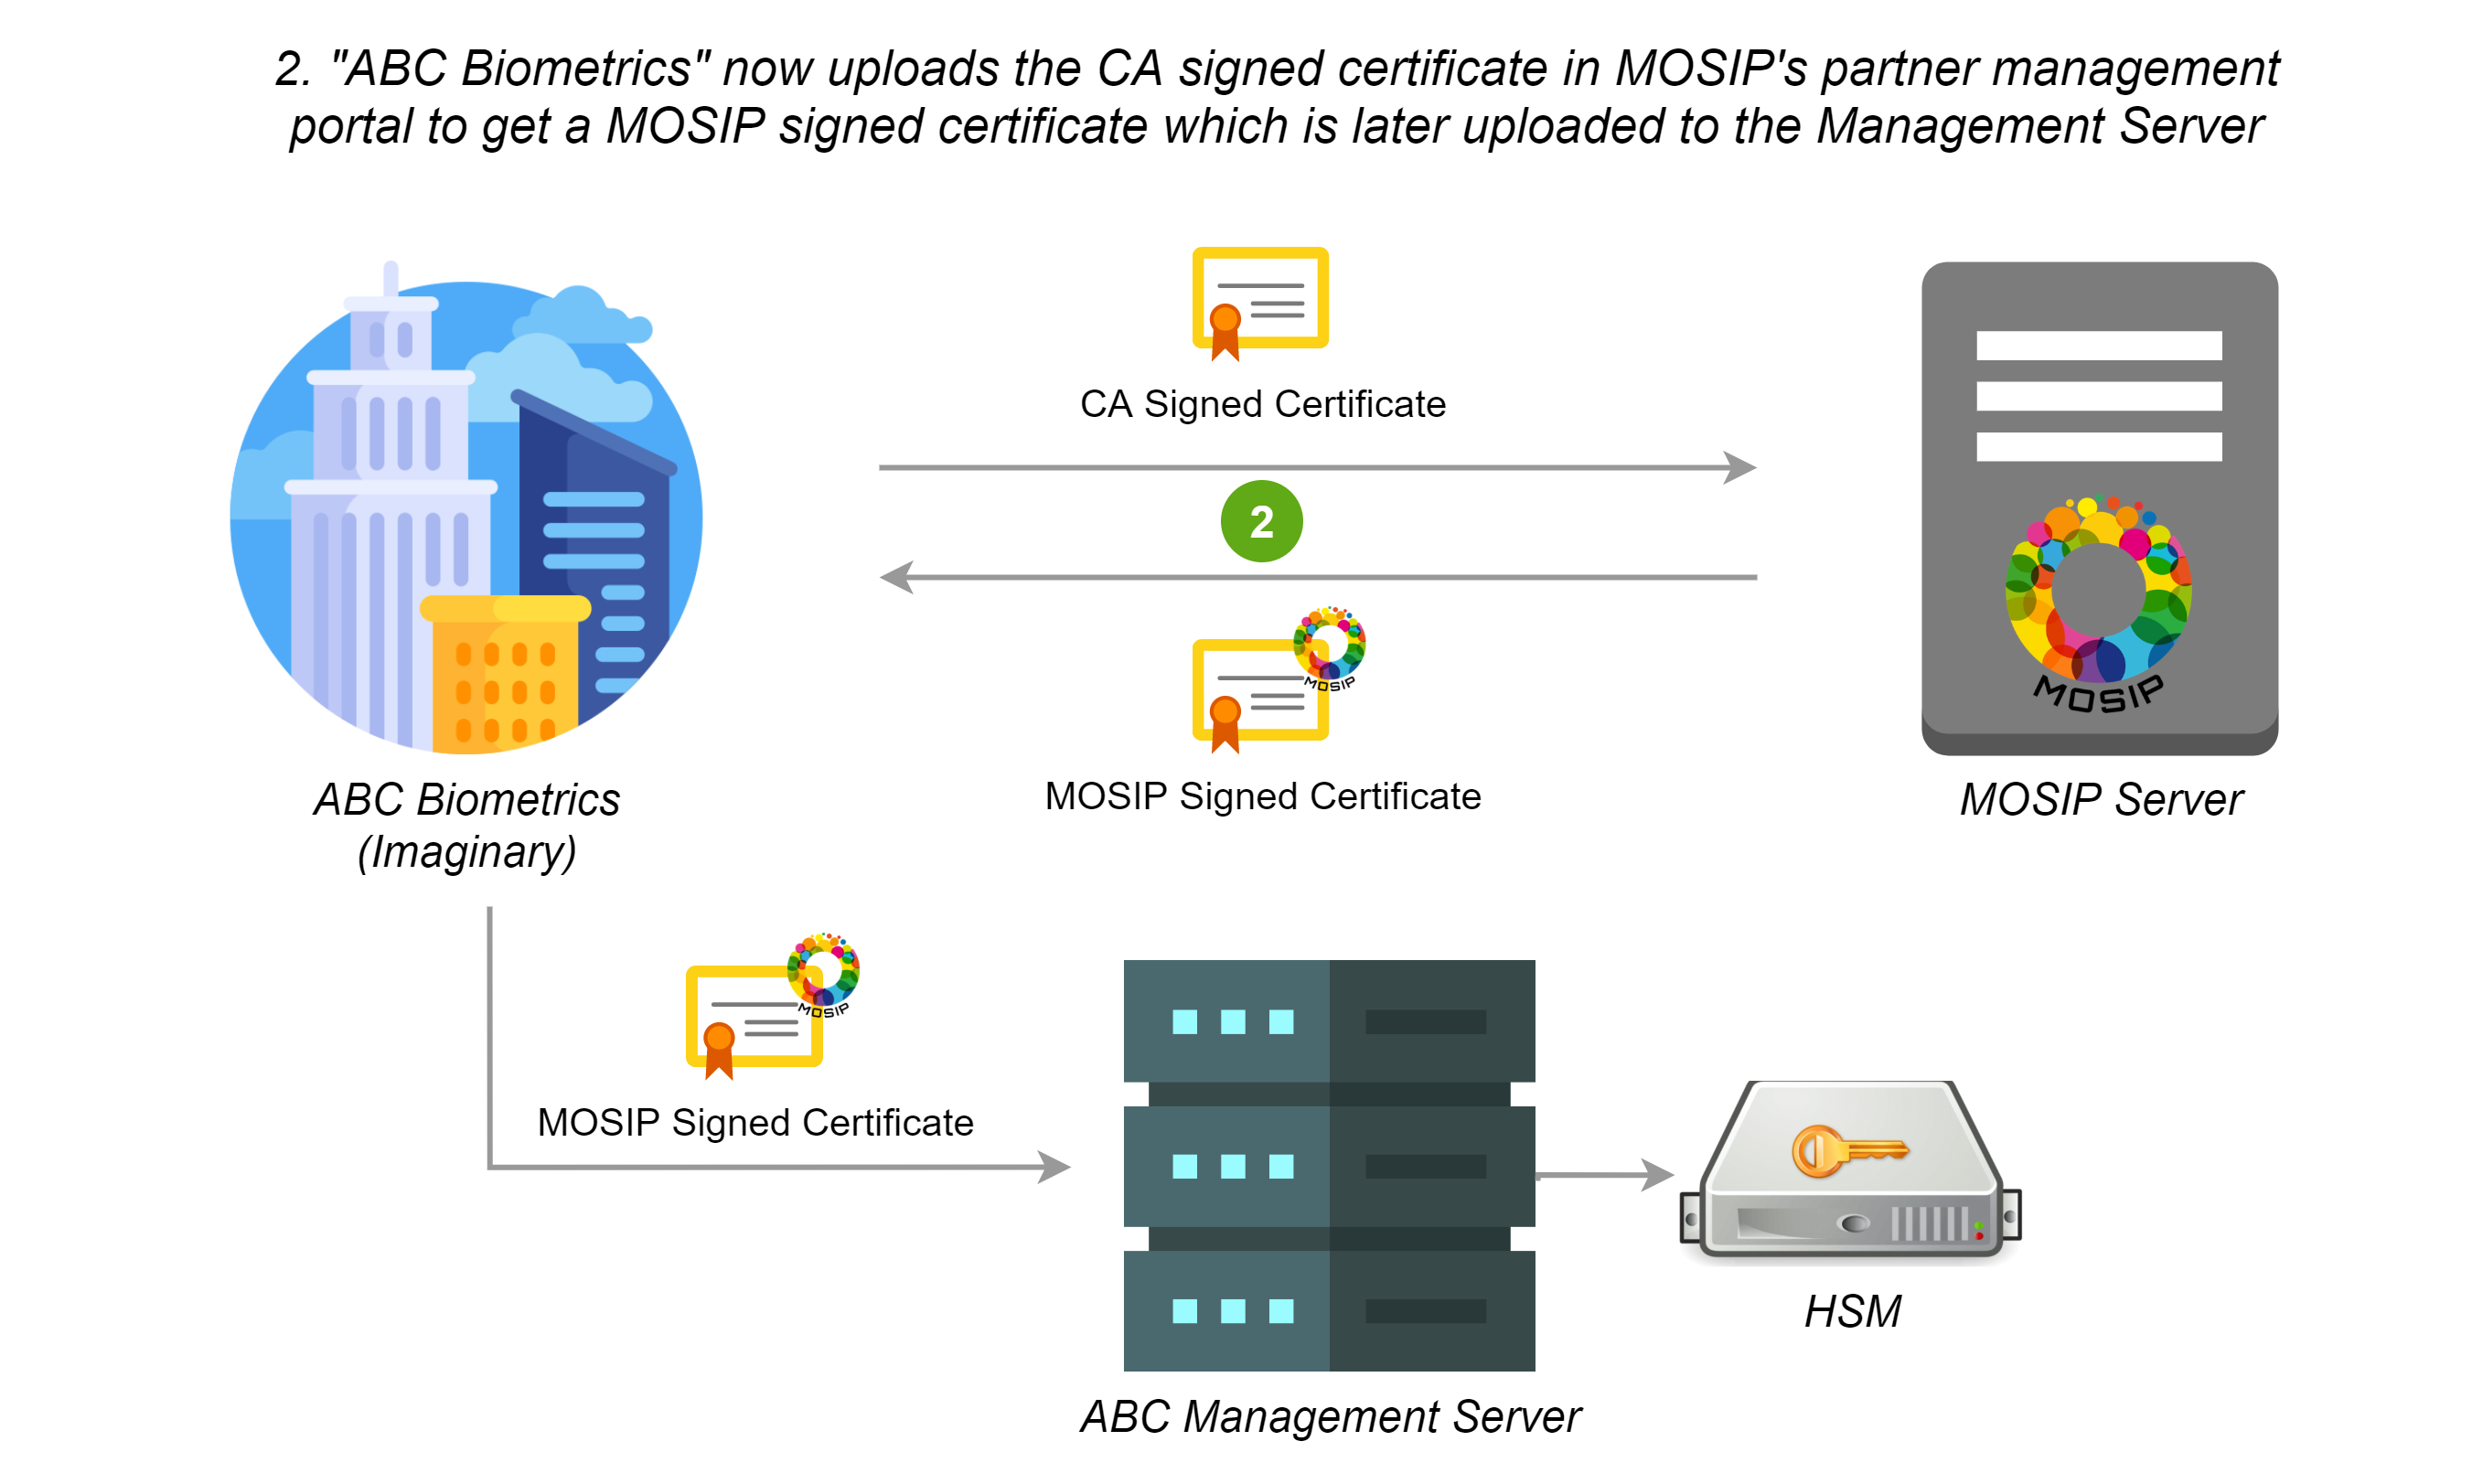 2. "ABC Biometrics" now uploads the CA signed certificate in MOSIP's partner management
portal to get a MOSIP signed certificate which is later uploaded to the Management Server
CA Signed Certificate
2
MOSIP
MOSIP
MOSIP Signed Certificate
ABC Biometrics
(Imaginary)
MOSIP Server
MOSIP
MOSIP Signed Certificate
HSM
ABC Management Server